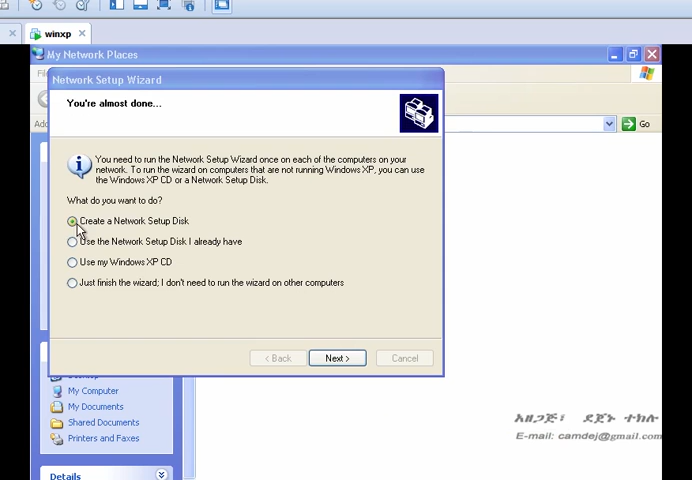 winxp
My Network Places
Network Setup Wizard
You're almost done...
Go
You need to run the Network Setup Wizard once on each of the computers on your
network. To run the wizard on computers that are not running Windows XP, you can use
the Windows XP CD or a Network Setup Disk.
What do you want to do?
Create a Network Setup Disk
Use the Network Setup Disk I already have
Use my Windows XP CD
Just finish the wizard; I don't need to run the wizard on other computers
< Back
Next >
Cancel
My Computer
My Documents
Shared Documents
Printers and Faxes
Details
አዘጋጅ፡ ደጀኑ ተክሉ
E-mail: camdej@gmail.com